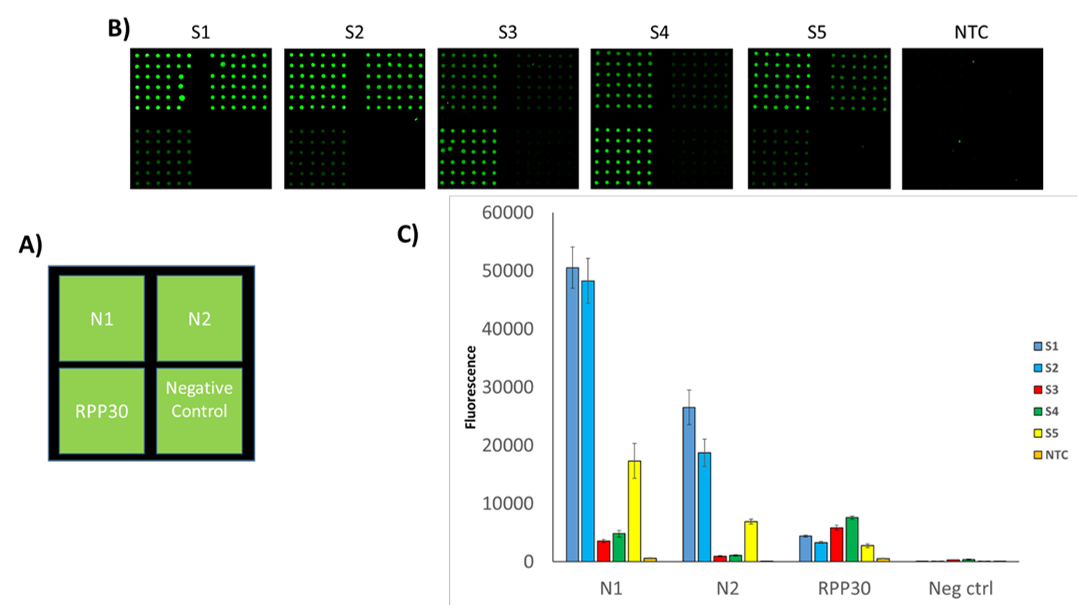 B)
S1
S2
S3
S4
S5
NTC
A)
N1
N2
RPP30
Negative
Control
C)
60000
50000
40000
30000
20000
10000
0
Fluorescence
N1
N2
RPP30
Neg ctrl
S1
S2
S3
S4
S5
NTC